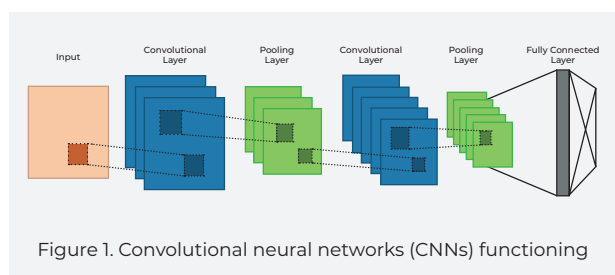 Input
Convolutional
Layer
Pooling
Layer
Convolutional
Layer
Pooling
Layer
Fully Connected
Layer
Figure 1. Convolutional neural networks (CNNs) functioning